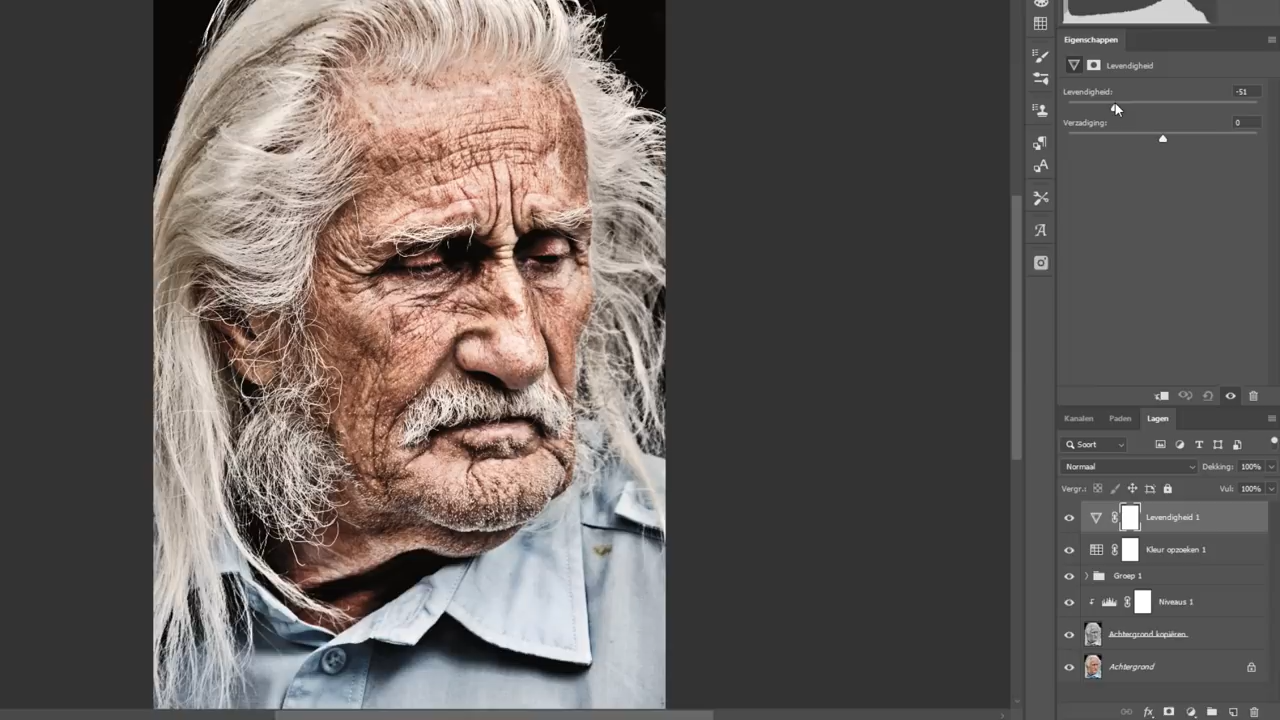 Eigenschappen
Levendigheid
Levendigheid: -51
Verzadiging: 0
Kanalen Paden Lagen
Soort
Normaal Dekking: 100%
Vergr.: Vul: 100%
Levendigheid 1
Kleur opzoeken 1
Groep 1
Niveaus 1
Achtergrond kopiëren
Achtergrond